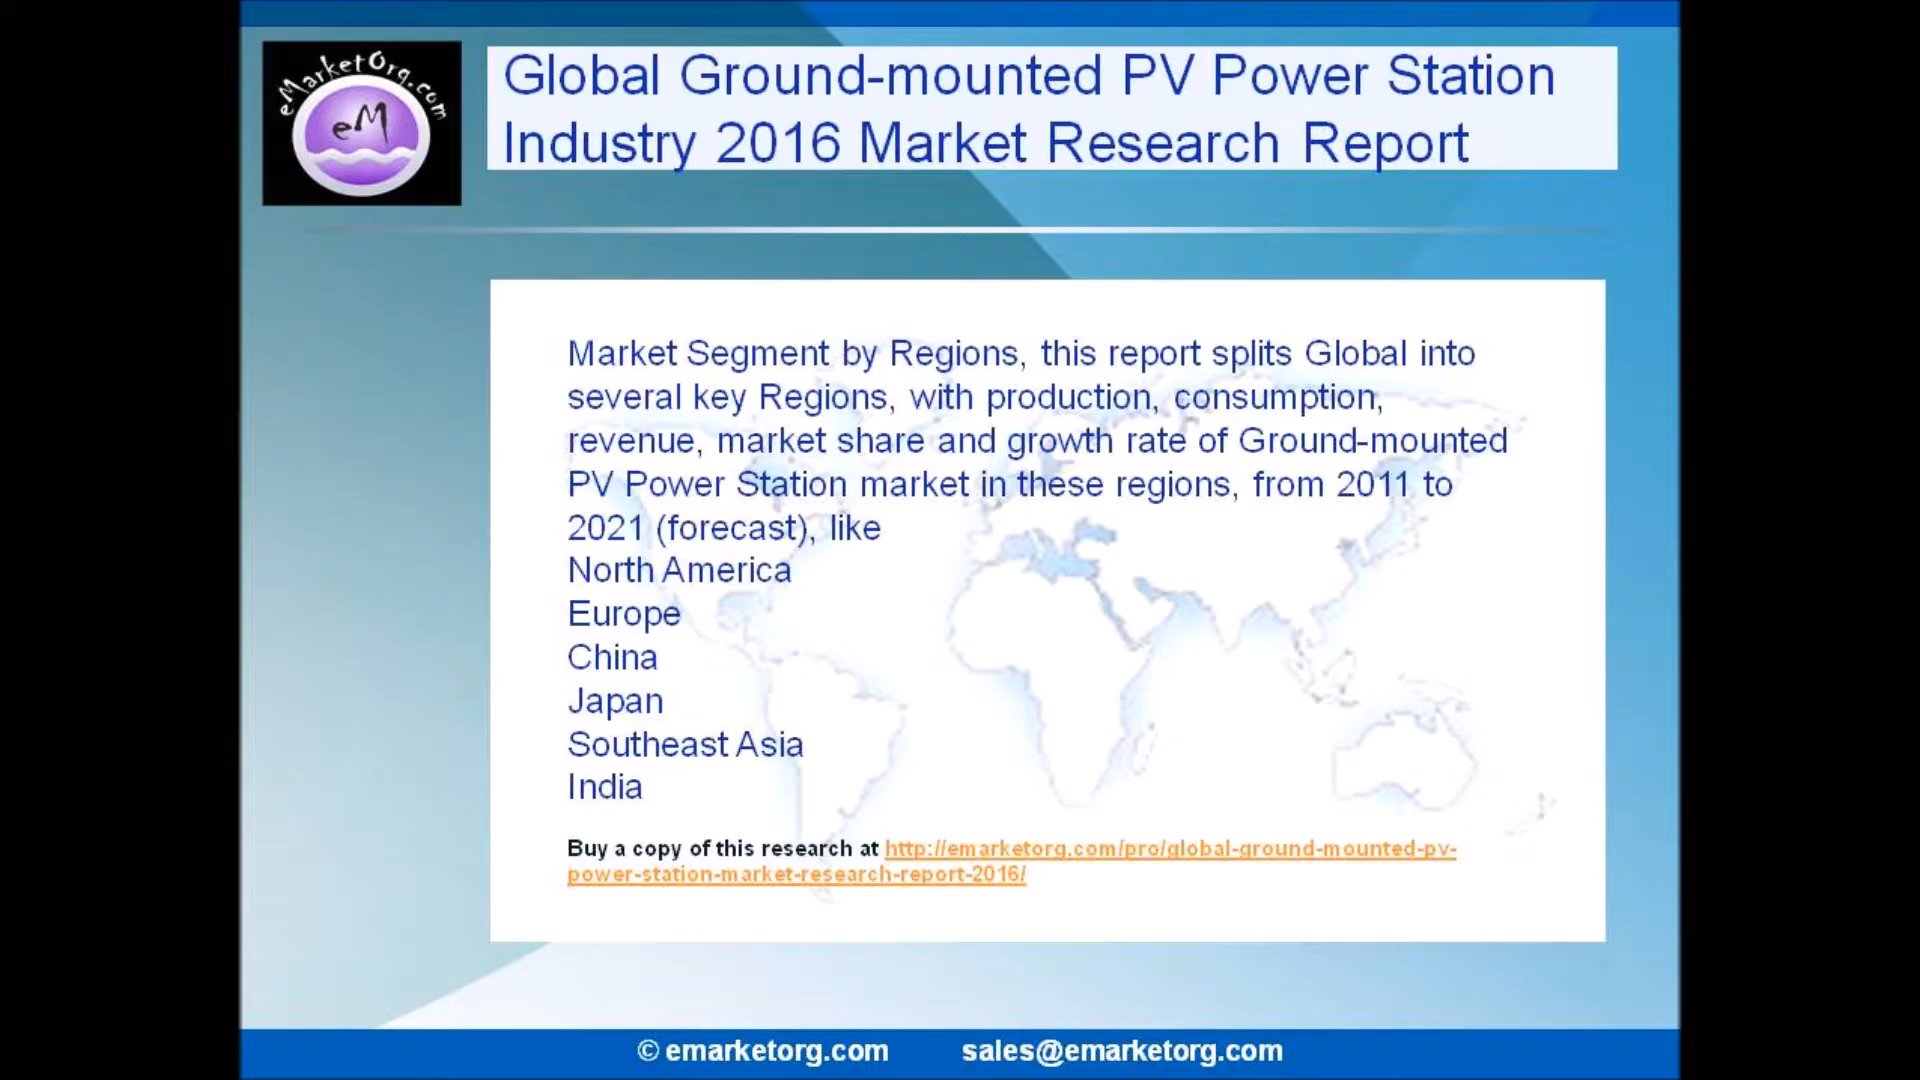 eMarketOrg.com
eM
Global Ground-mounted PV Power Station
Industry 2016 Market Research Report
Market Segment by Regions, this report splits Global into
several key Regions, with production, consumption,
revenue, market share and growth rate of Ground-mounted
PV Power Station market in these regions, from 2011 to
2021 (forecast), like
North America
Europe
China
Japan
Southeast Asia
India
Buy a copy of this research at http://emarketorg.com/pro/global-ground-mounted-pv-
power-station-market-research-report-2016/
© emarketorg.com sales@emarketorg.com